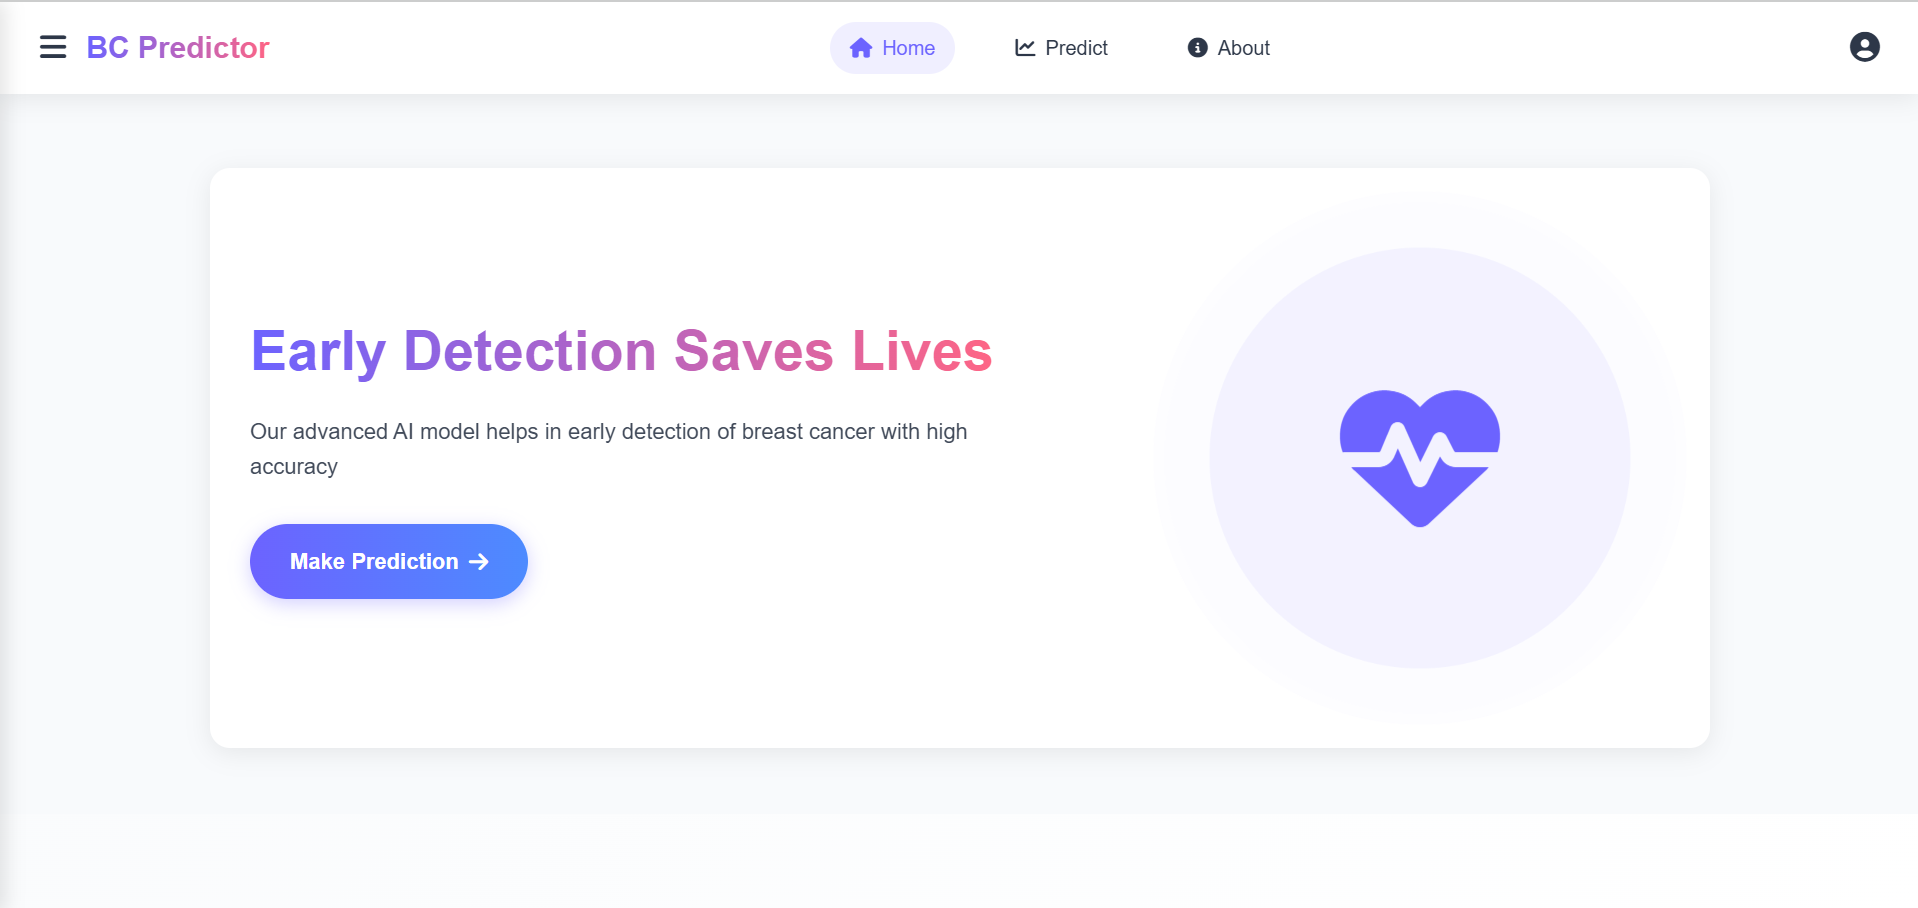 BC Predictor
Home
Predict
About
Early Detection Saves Lives
Our advanced AI model helps in early detection of breast cancer with high
accuracy
Make Prediction